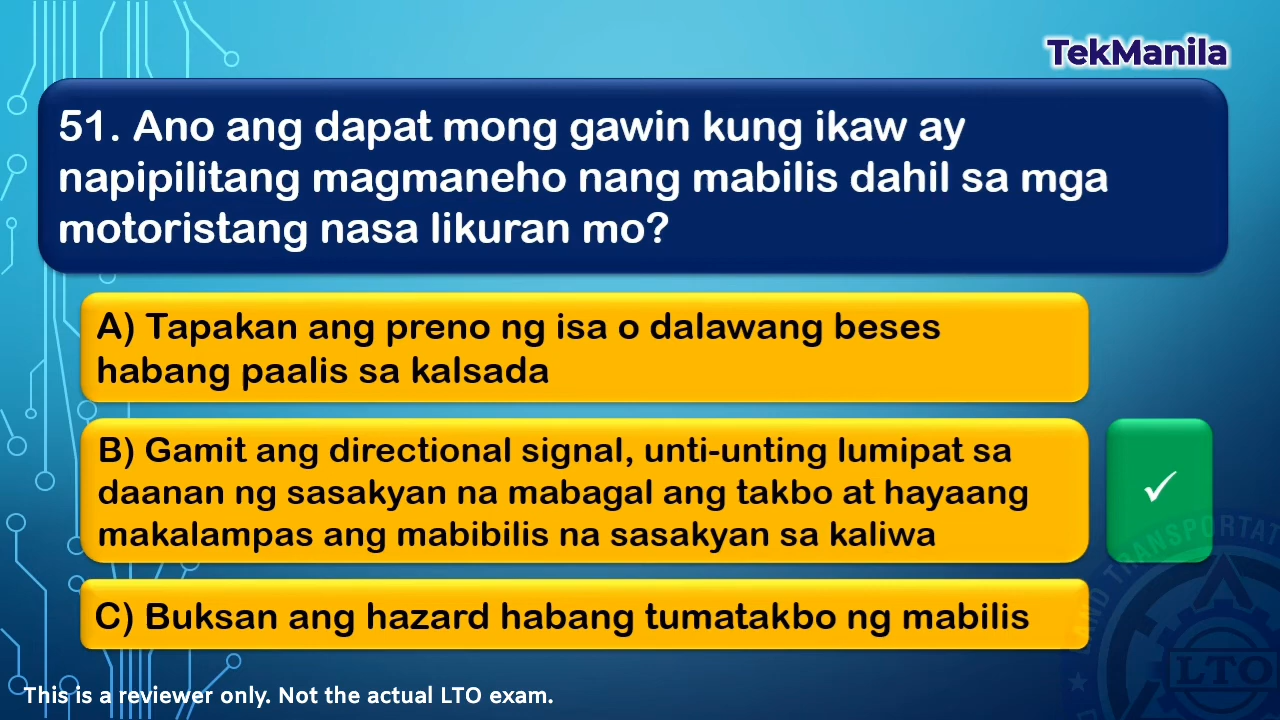 TekManila
51. Ano ang dapat mong gawin kung ikaw ay
napipilitang magmaneho nang mabilis dahil sa mga
motoristang nasa likuran mo?
A) Tapakan ang preno ng isa o dalawang beses
habang paalis sa kalsada
B) Gamit ang directional signal, unti-unting lumipat sa
daanan ng sasakyan na mabagal ang takbo at hayaang
makalampas ang mabibilis na sasakyan sa kaliwa
C) Buksan ang hazard habang tumatakbo ng mabilis
LTO
This is a reviewer only. Not the actual LTO exam.